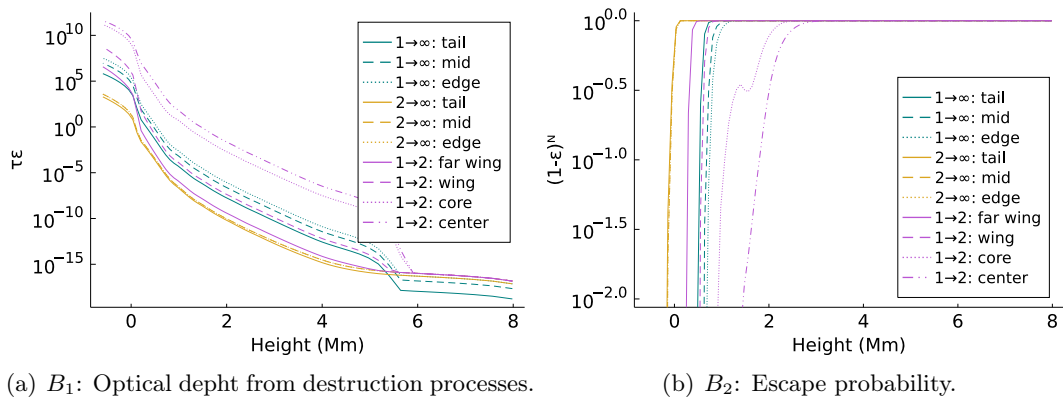 10^10
10^5
10^0
10^-5
10^-10
10^-15
τε
0 2 4 6 8
Height (Mm)
1→∞: tail
1→∞: mid
1→∞: edge
2→∞: tail
2→∞: mid
2→∞: edge
1→2: far wing
1→2: wing
1→2: core
1→2: center
(a) B₁: Optical depht from destruction processes.
10^0.0
10^-0.5
10^-1.0
10^-1.5
10^-2.0
(1-ε)^N
0 2 4 6 8
Height (Mm)
1→∞: tail
1→∞: mid
1→∞: edge
2→∞: tail
2→∞: mid
2→∞: edge
1→2: far wing
1→2: wing
1→2: core
1→2: center
(b) B₂: Escape probability.